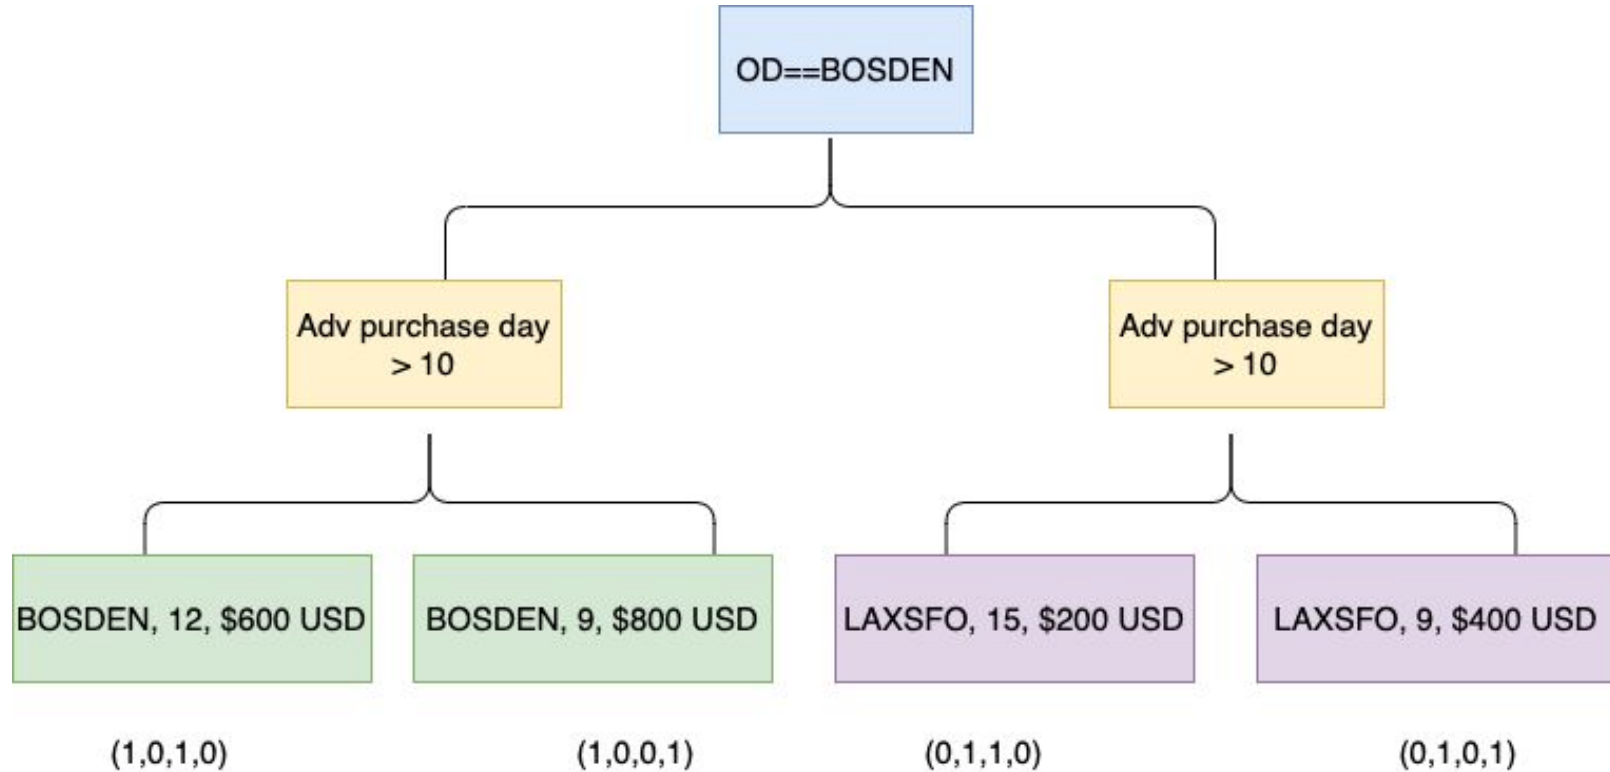 OD==BOSDEN
Adv purchase day
> 10
Adv purchase day
> 10
BOSDEN, 12, $600 USD
BOSDEN, 9, $800 USD
LAXSFO, 15, $200 USD
LAXSFO, 9, $400 USD
(1,0,1,0)
(1,0,0,1)
(0,1,1,0)
(0,1,0,1)